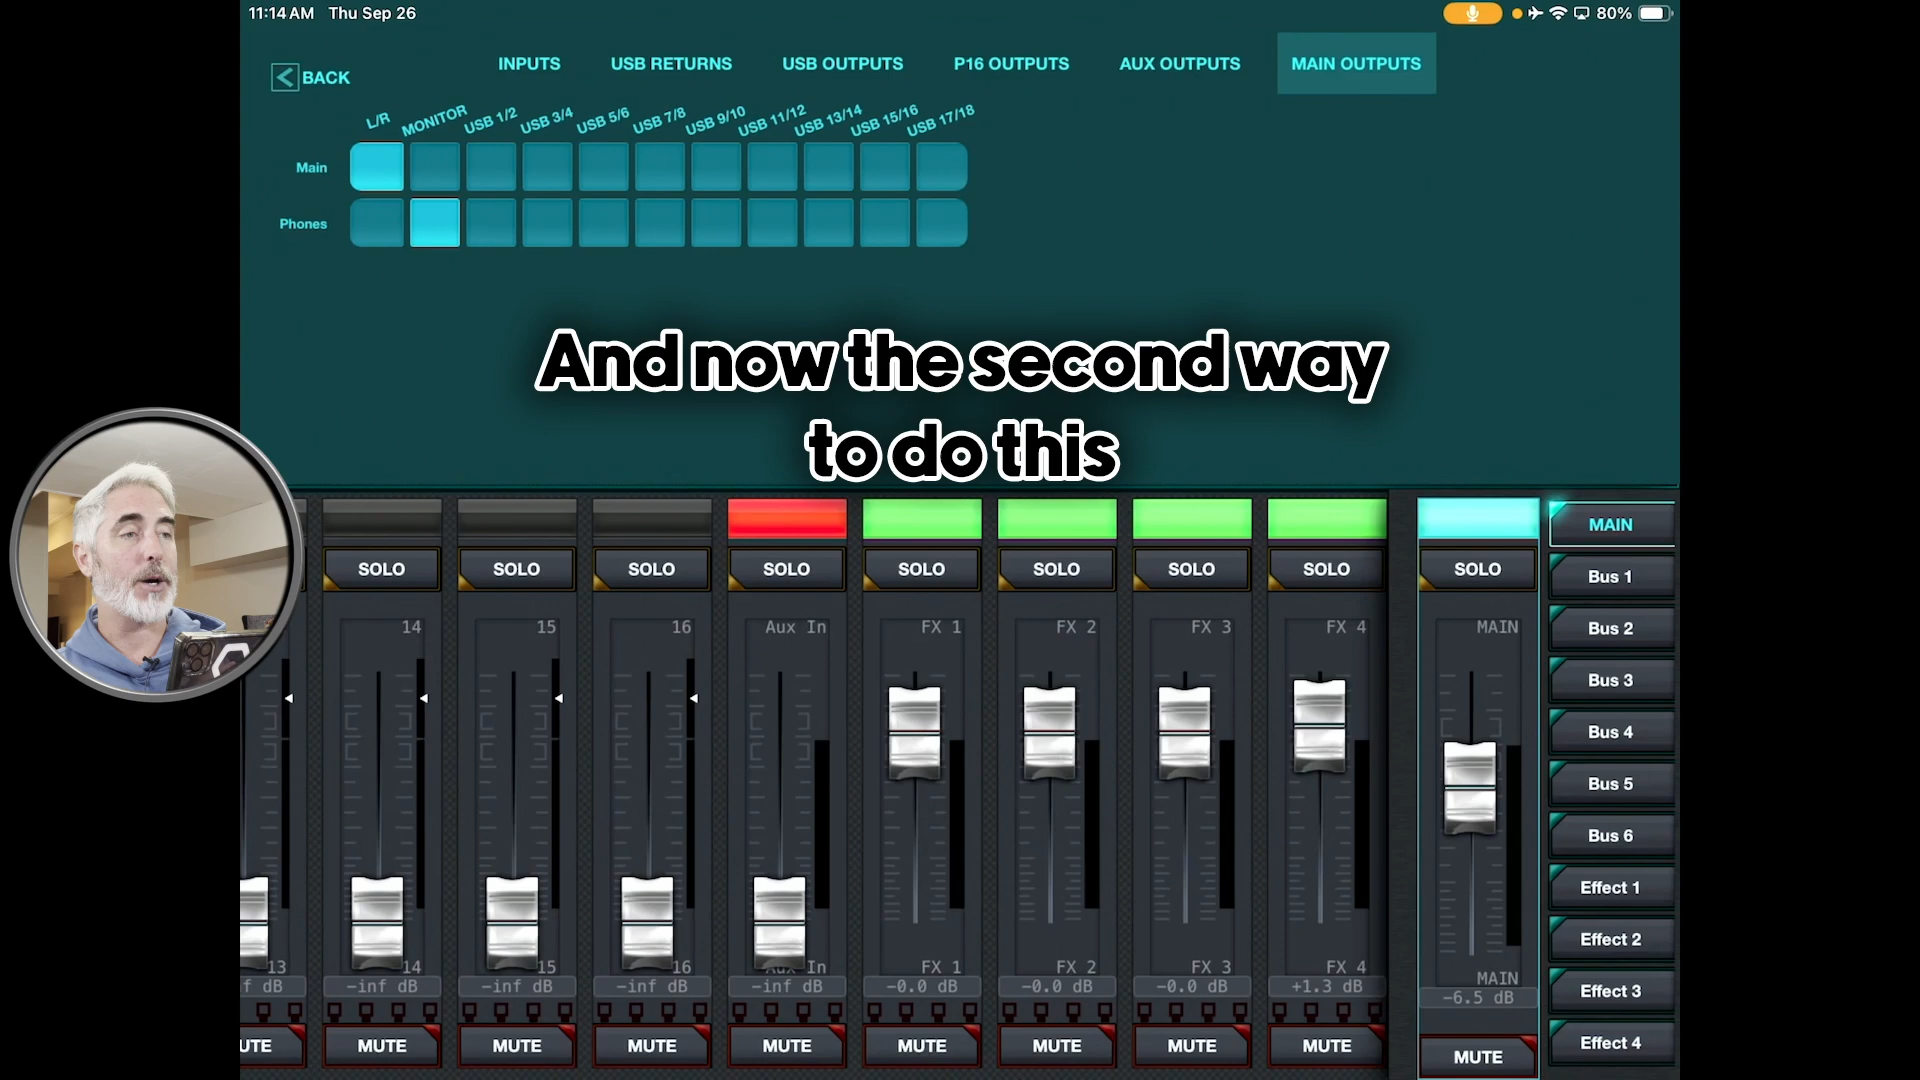 11:14 AM Thu Sep 26
80%
BACK
INPUTS
USB RETURNS
USB OUTPUTS
P16 OUTPUTS
AUX OUTPUTS
MAIN OUTPUTS
L/R
MONITOR
USB 1/2
USB 3/4
USB 5/6
USB 7/8
USB 9/10
USB 11/12
USB 13/14
USB 15/16
USB 17/18
Main
Phones
And now the second way
to do this
SOLO SOLO SOLO SOLO SOLO SOLO SOLO SOLO SOLO
14 15 16 Aux In FX 1 FX 2 FX 3 FX 4 MAIN
13 14 15 16 Aux In FX 1 FX 2 FX 3 FX 4 MAIN
f dB -inf dB -inf dB -inf dB -inf dB -0.0 dB -0.0 dB -0.0 dB +1.3 dB -6.5 dB
UTE MUTE MUTE MUTE MUTE MUTE MUTE MUTE MUTE MUTE
MAIN
Bus 1
Bus 2
Bus 3
Bus 4
Bus 5
Bus 6
Effect 1
Effect 2
Effect 3
Effect 4